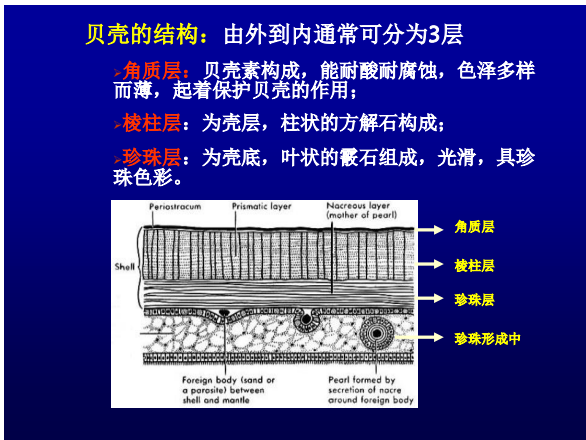 贝壳的结构：由外到内通常可分为3层
➢角质层：贝壳素构成，能耐酸耐腐蚀，色泽多样
而薄，起着保护贝壳的作用；
➢棱柱层：为壳层，柱状的方解石构成；
➢珍珠层：为壳底，叶状的霰石组成，光滑，具珍
珠色彩。
Periostracum
Prismatic layer
Nacreous layer
(mother of pearl)
Shell
角质层
棱柱层
珍珠层
珍珠形成中
Foreign body (sand or
a parasite) between
shell and mantle
Pearl formed by
secretion of nacre
around foreign body